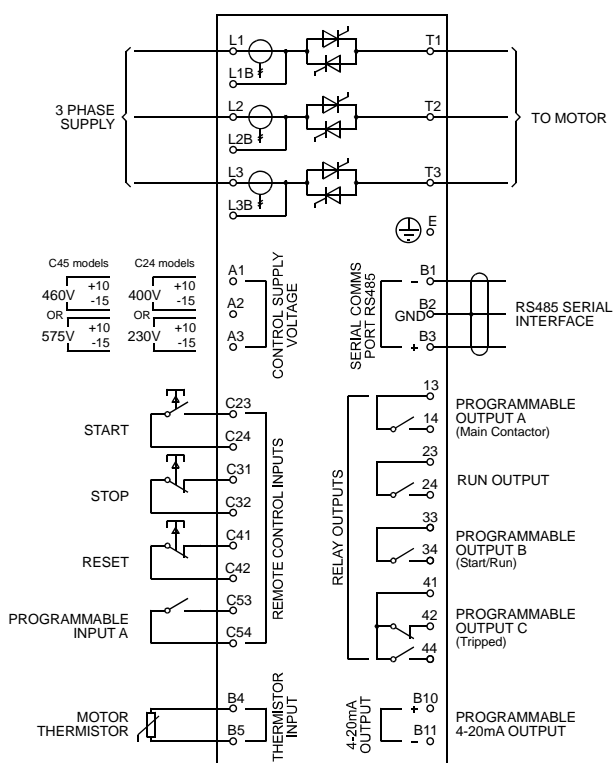 L1
T1
L1B
3 PHASE
SUPPLY
L2
T2
L2B
TO MOTOR
L3
T3
L3B
E
C45 models
C24 models
460V +10 -15
400V +10 -15
OR
OR
575V +10 -15
230V +10 -15
A1
A2
A3
CONTROL SUPPLY
VOLTAGE
SERIAL COMMS
PORT RS485
- B1
GND B2
+ B3
RS485 SERIAL
INTERFACE
START
C23
C24
STOP
C31
C32
RESET
C41
C42
PROGRAMMABLE
INPUT A
C53
C54
REMOTE CONTROL INPUTS
RELAY OUTPUTS
13
14
PROGRAMMABLE
OUTPUT A
(Main Contactor)
23
24
RUN OUTPUT
33
34
PROGRAMMABLE
OUTPUT B
(Start/Run)
41
42
44
PROGRAMMABLE
OUTPUT C
(Tripped)
MOTOR
THERMISTOR
B4
B5
THERMISTOR
INPUT
4-20mA
OUTPUT
+ B10
- B11
PROGRAMMABLE
4-20mA OUTPUT